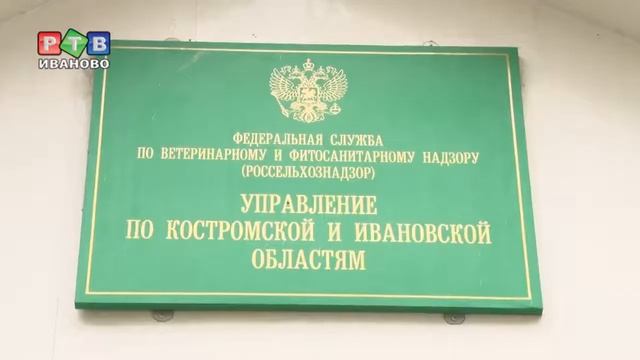 РТВ
ИВАНОВО
ФЕДЕРАЛЬНАЯ СЛУЖБА
ПО ВЕТЕРИНАРНОМУ И ФИТОСАНИТАРНОМУ НАДЗОРУ
(РОССЕЛЬХОЗНАДЗОР)
УПРАВЛЕНИЕ
ПО КОСТРОМСКОЙ И ИВАНОВСКОЙ
ОБЛАСТЯМ